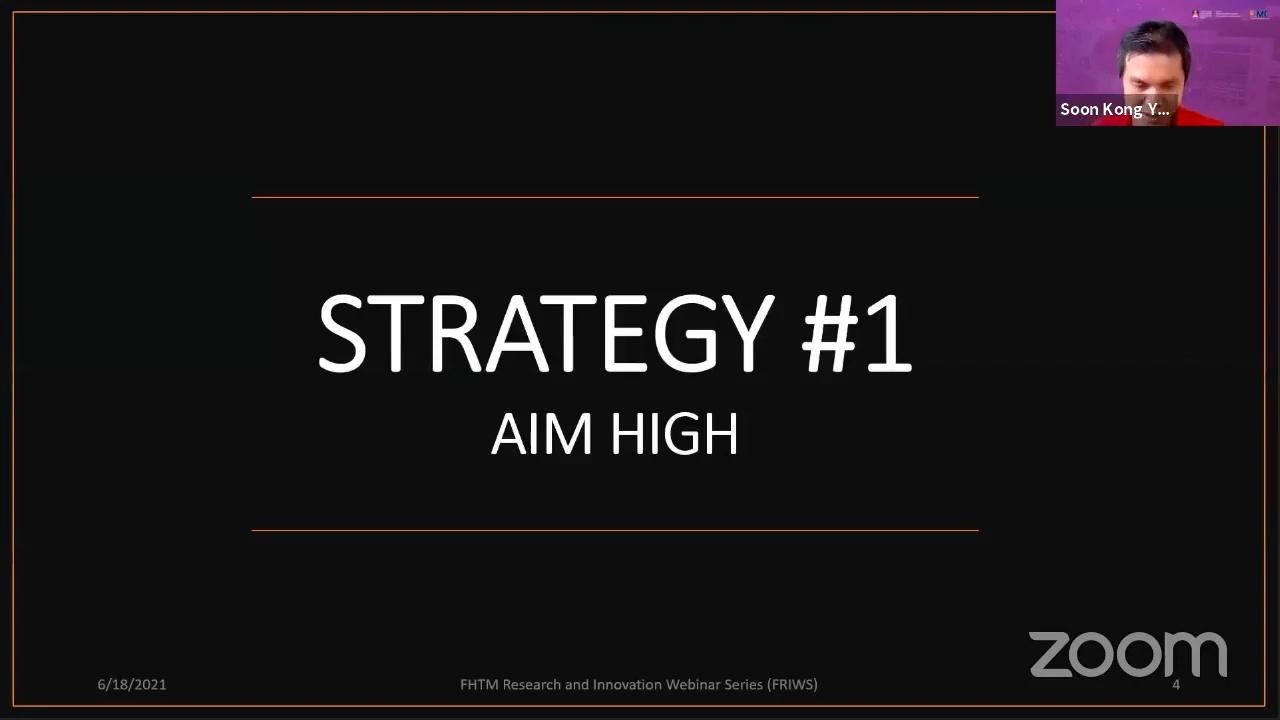 Soon Kong Y...
STRATEGY #1
AIM HIGH
zoom
6/18/2021
FHTM Research and Innovation Webinar Series (FRIWS)
4